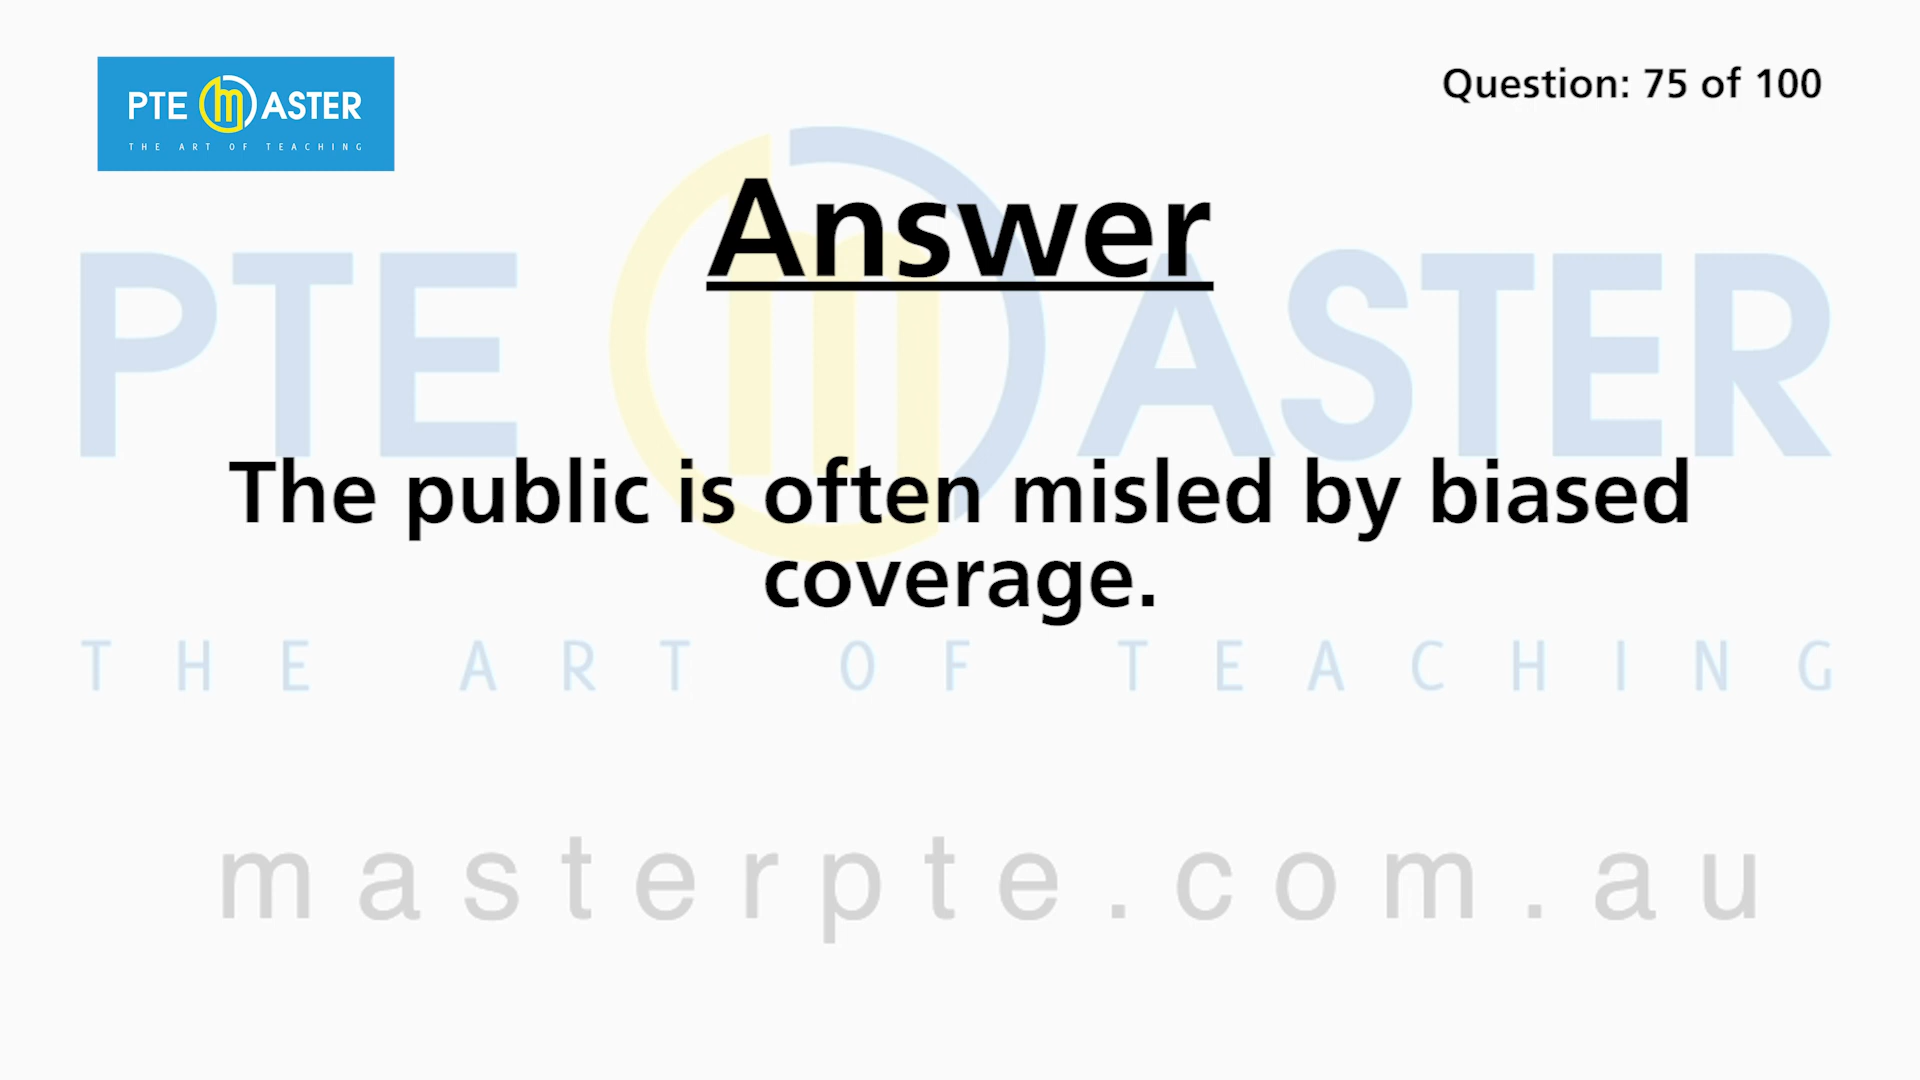 PTE MASTER
THE ART OF TEACHING
Question: 75 of 100
Answer
PTE MASTER
The public is often misled by biased
coverage.
THE ART OF TEACHING
masterpte.com.au